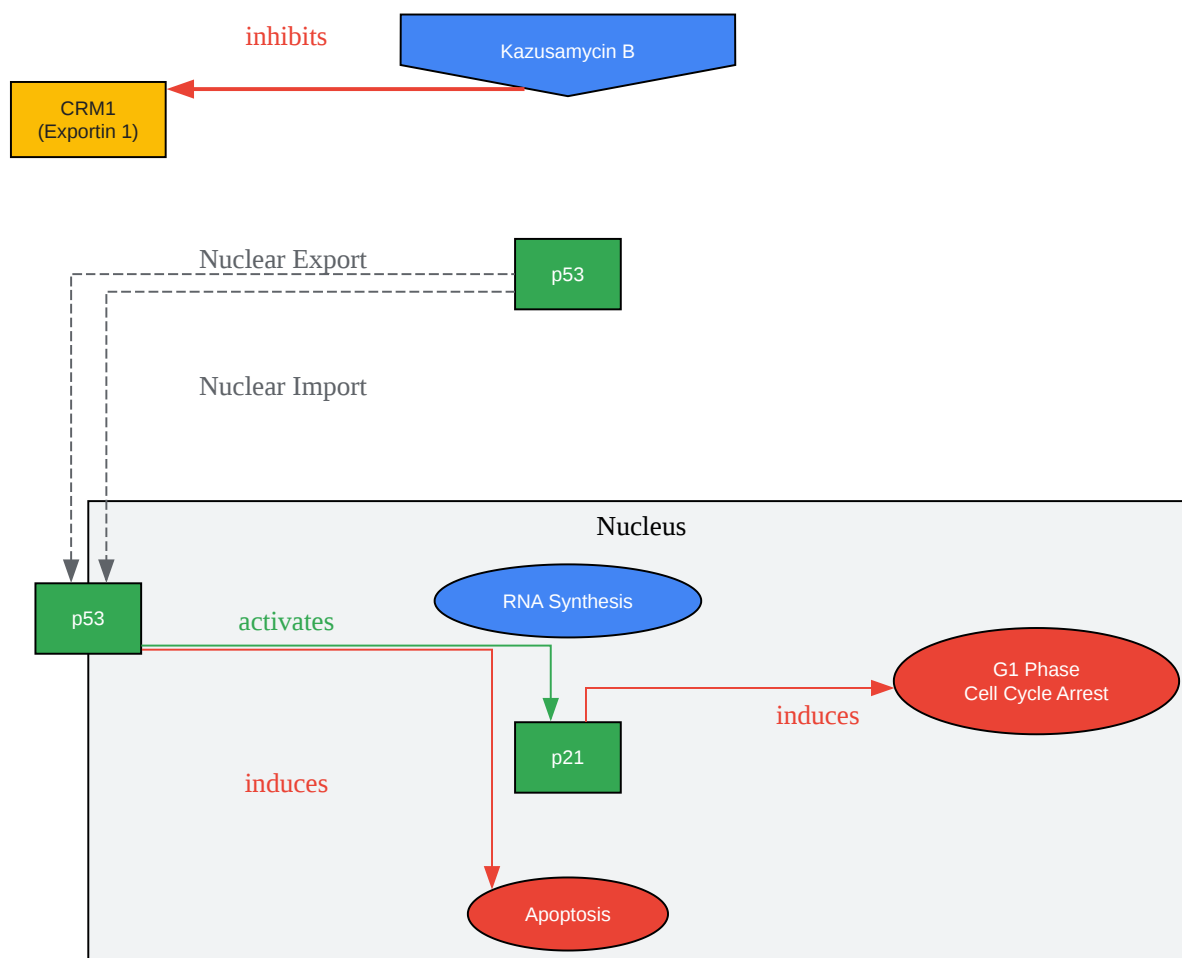 inhibits
Kazusamycin B
CRM1
(Exportin 1)
Nuclear Export
p53
Nuclear Import
Nucleus
RNA Synthesis
p53
activates
G1 Phase
Cell Cycle Arrest
induces
p21
induces
Apoptosis